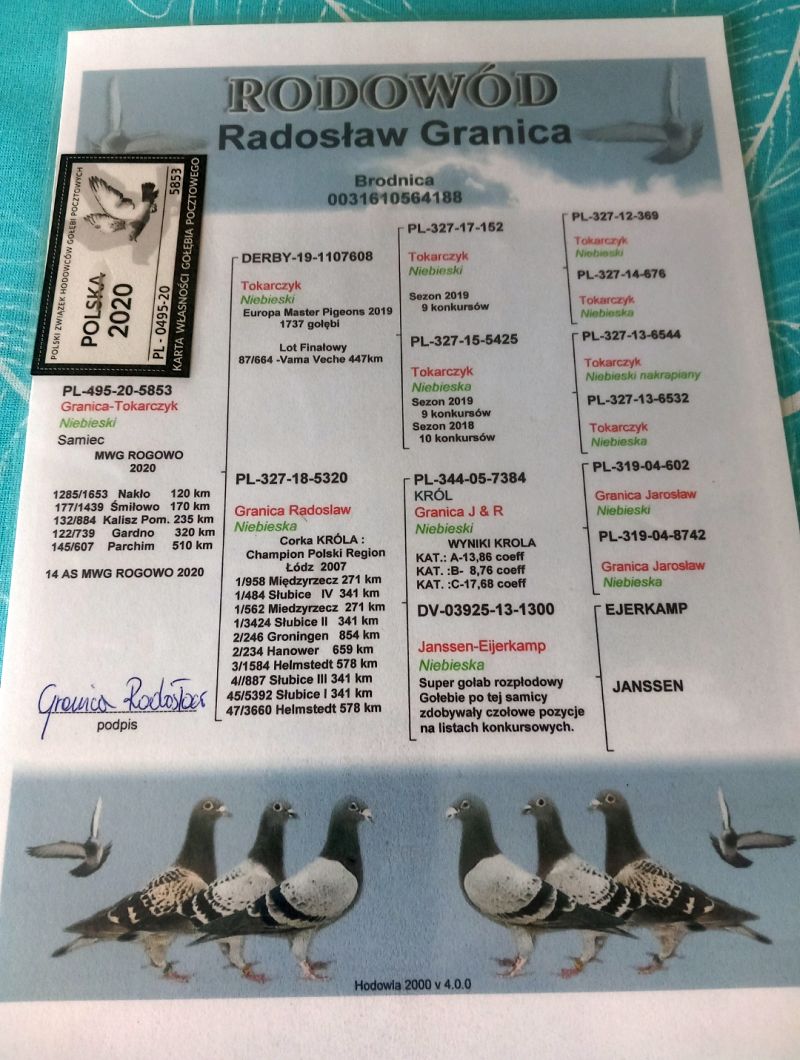 RODOWÓD
Radosław Granica
Brodnica
0031610564188
POLSKI ZWIĄZEK HODOWCÓW GOŁĘBI POCZTOWYCH
POLSKA
2020
PL - 0495-20
5853
KARTA WŁASNOŚCI GOŁĘBIA POCZTOWEGO
PL-495-20-5853
Granica-Tokarczyk
Niebieski
Samiec
MWG ROGOWO
2020
1285/1653 Nakło 120 km
177/1439 Śmiłowo 170 km
132/884 Kalisz Pom. 235 km
122/739 Gardno 320 km
145/607 Parchim 510 km
14 AS MWG ROGOWO 2020
Granica Radosław
podpis
DERBY-19-1107608
Tokarczyk
Niebieski
Europa Master Pigeons 2019
1737 gołębi
Lot Finałowy
87/664 -Vama Veche 447km
PL-327-18-5320
Granica Radoslaw
Niebieska
Corka KRÓLA :
Champion Polski Region
Łódz 2007
1/958 Międzyrzecz 271 km
1/484 Słubice IV 341 km
1/562 Miedzyrzecz 271 km
1/3424 Słubice II 341 km
2/246 Groningen 854 km
2/234 Hanower 659 km
3/1584 Helmstedt 578 km
4//887 Słubice III 341 km
45/5392 Słubice I 341 km
47/3660 Helmstedt 578 km
PL-327-17-152
Tokarczyk
Niebieski
Sezon 2019
9 konkursów
PL-327-15-5425
Tokarczyk
Niebieska
Sezon 2019
9 konkursów
Sezon 2018
10 konkursów
PL-344-05-7384
KRÓL
Granica J & R
Niebieski
WYNIKI KROLA
KAT.: A-13,86 coeff
KAT. :B- 8,76 coeff
KAT. :C-17,68 coeff
DV-03925-13-1300
Janssen-Eijerkamp
Niebieska
Super gołab rozpłodowy
Gołebie po tej samicy
zdobywały czołowe pozycje
na listach konkursowych.
PL-327-12-369
Tokarczyk
Niebieski
PL-327-14-676
Tokarczyk
Niebieska
PL-327-13-6544
Tokarczyk
Niebieski nakrapiany
PL-327-13-6532
Tokarczyk
Niebieska
PL-319-04-602
Granica Jarosław
Niebieski
PL-319-04-8742
Granica Jarosław
Niebieska
EJERKAMP
JANSSEN
Hodowla 2000 v 4.0.0